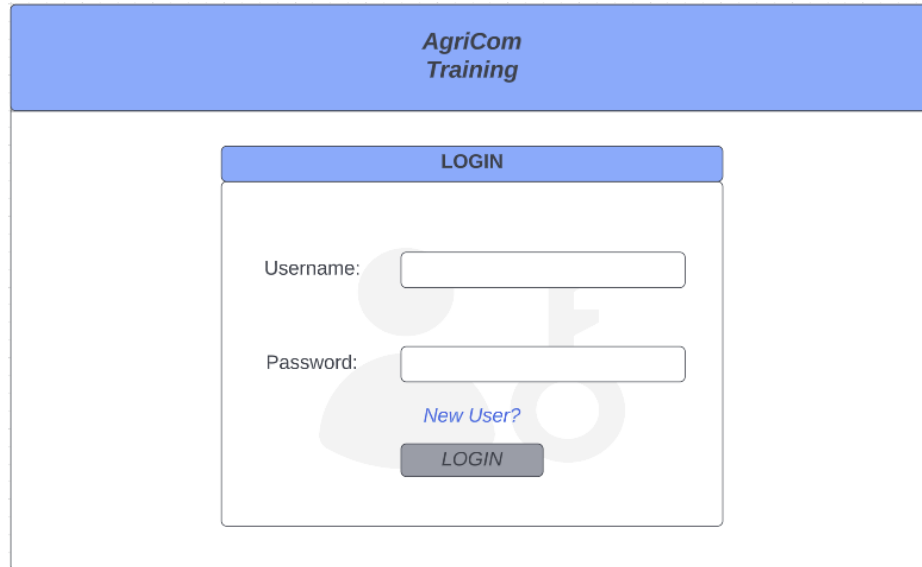 AgriCom
Training
LOGIN
Username:
Password:
New User?
LOGIN